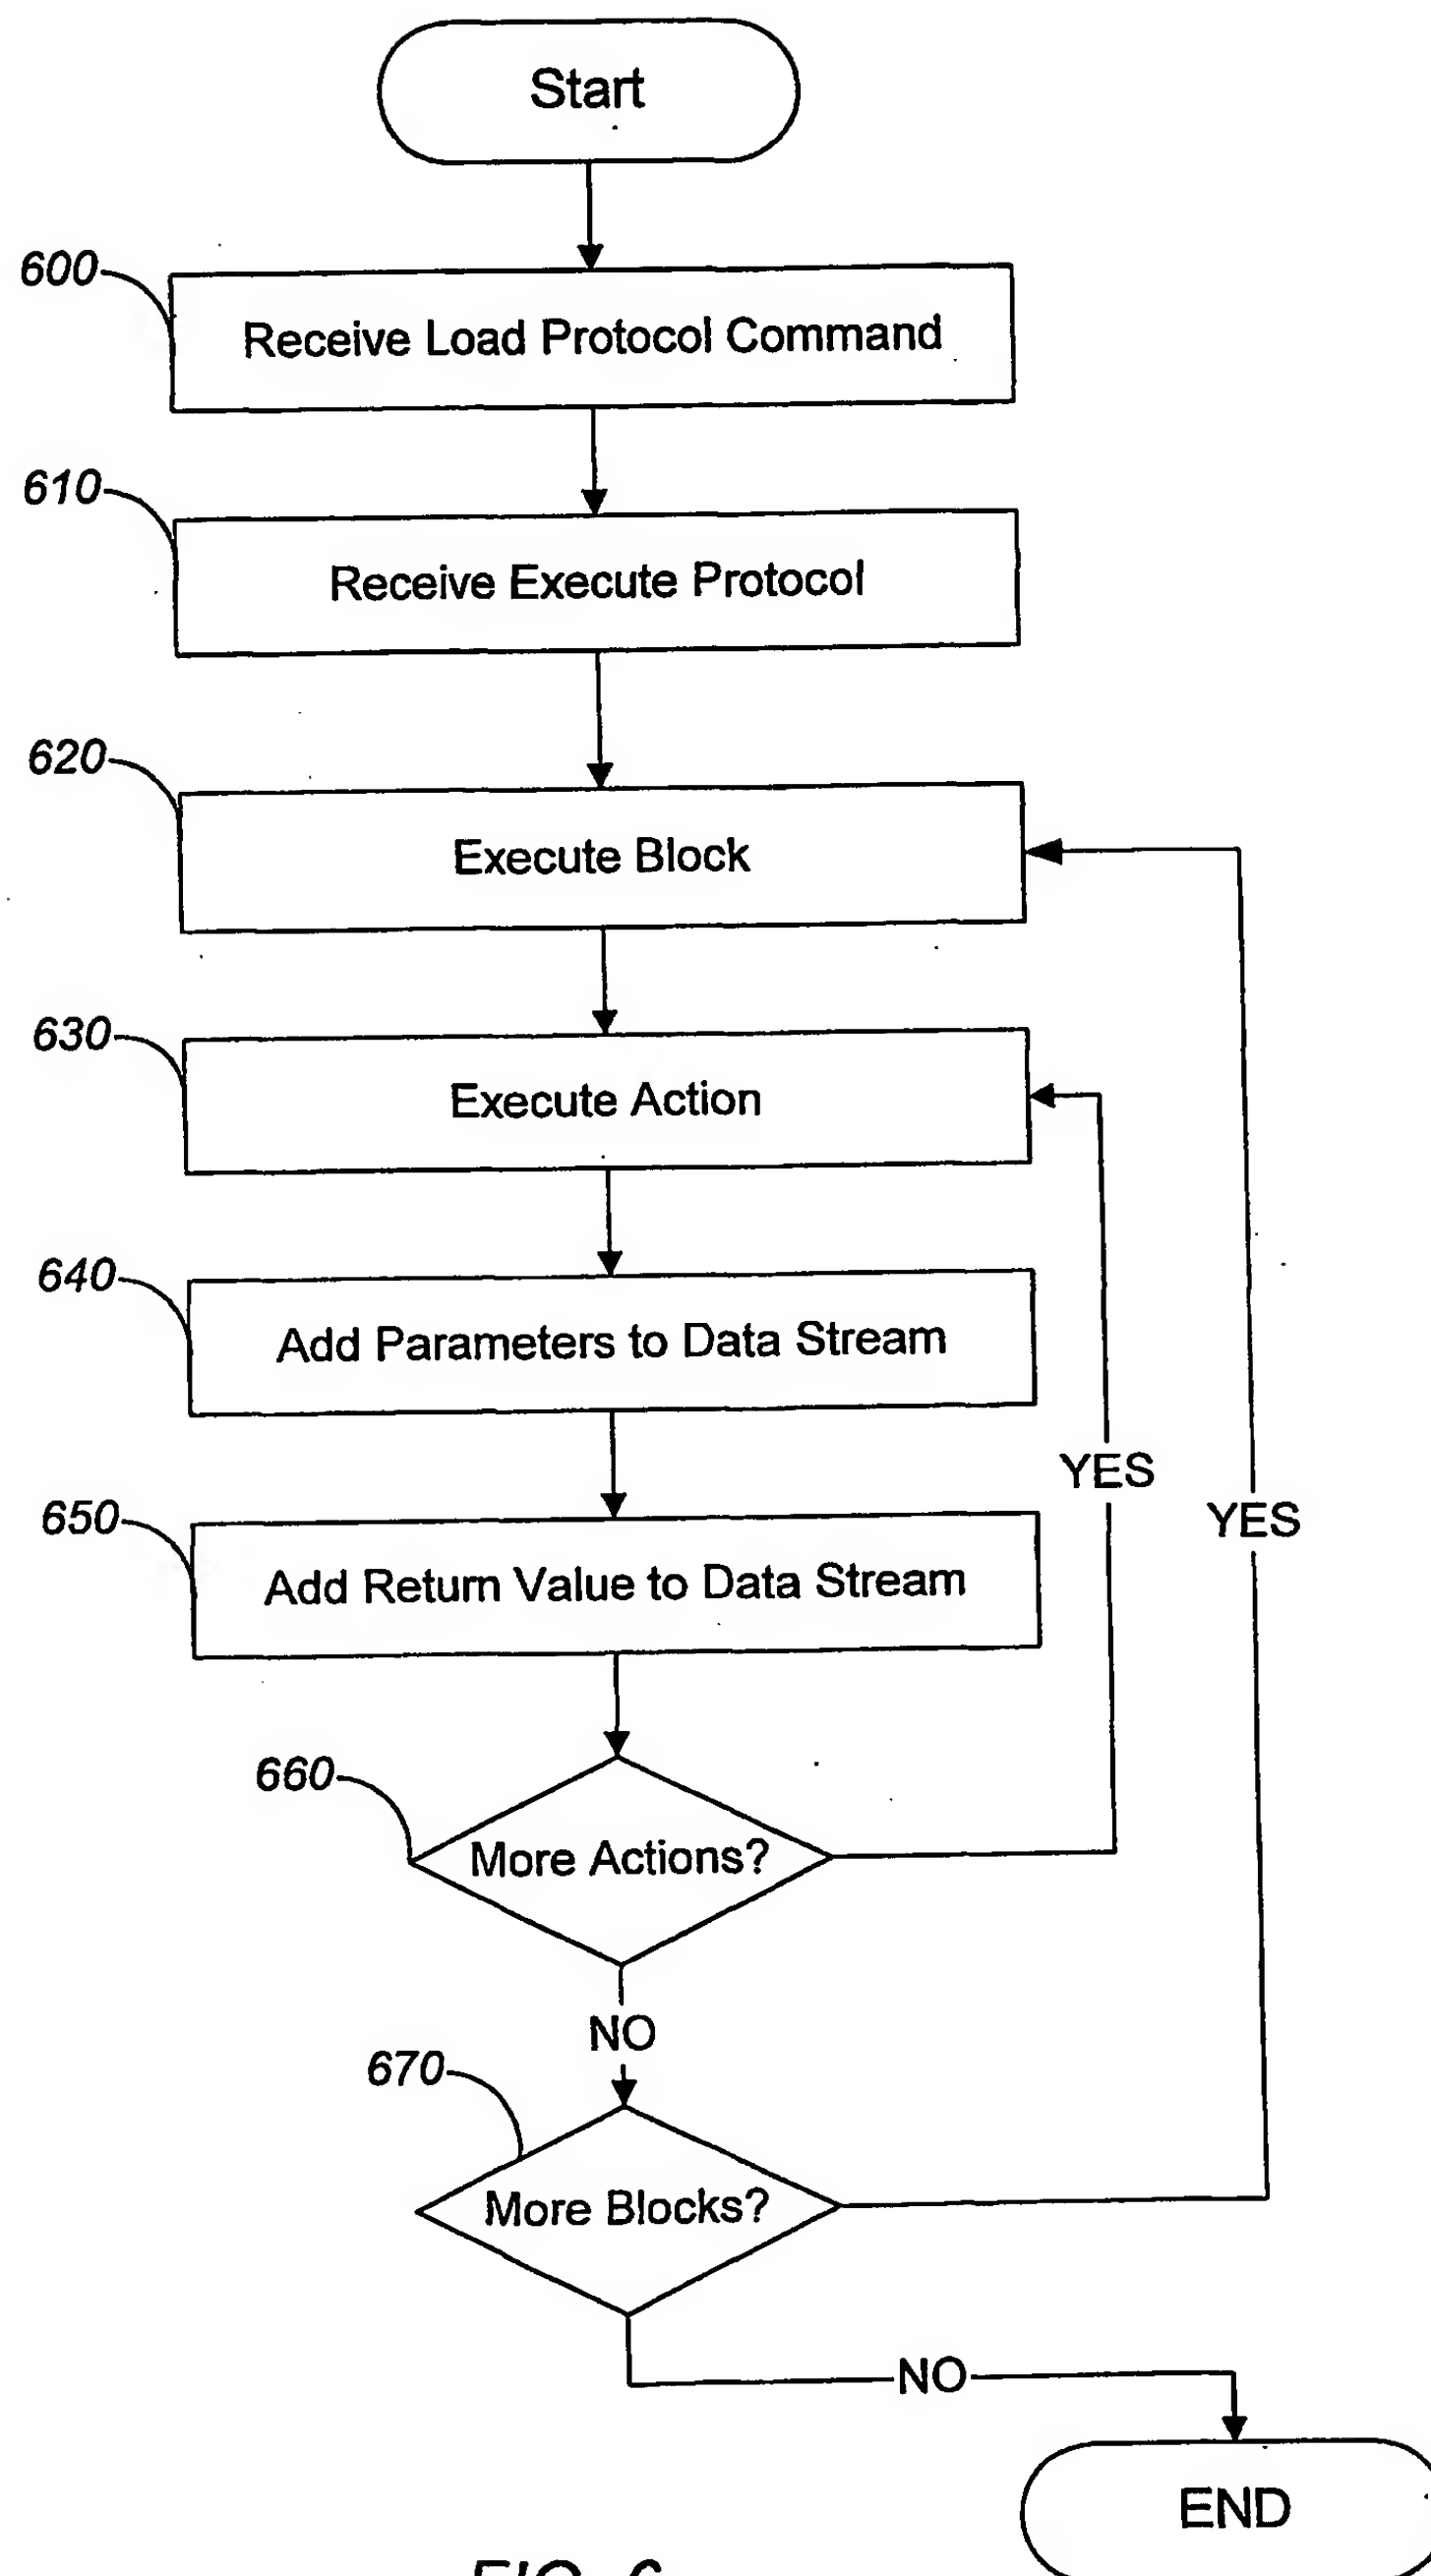 Start
600
Receive Load Protocol Command
610
Receive Execute Protocol
620
Execute Block
630
Execute Action
640
Add Parameters to Data Stream
YES
YES
650
Add Return Value to Data Stream
660
More Actions?
NO
670
More Blocks?
NO
END
FIG. 6